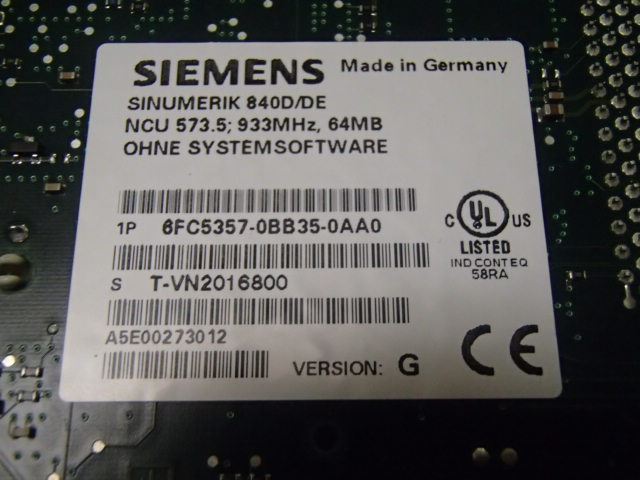 SIEMENS Made in Germany
SINUMERIK 840D/DE
NCU 573.5; 933MHz, 64MB
OHNE SYSTEMSOFTWARE
1P 6FC5357-0BB35-0AA0
C UL US
LISTED
IND CONT EQ
58RA
S T-VN2016800
A5E00273012
VERSION: G CE